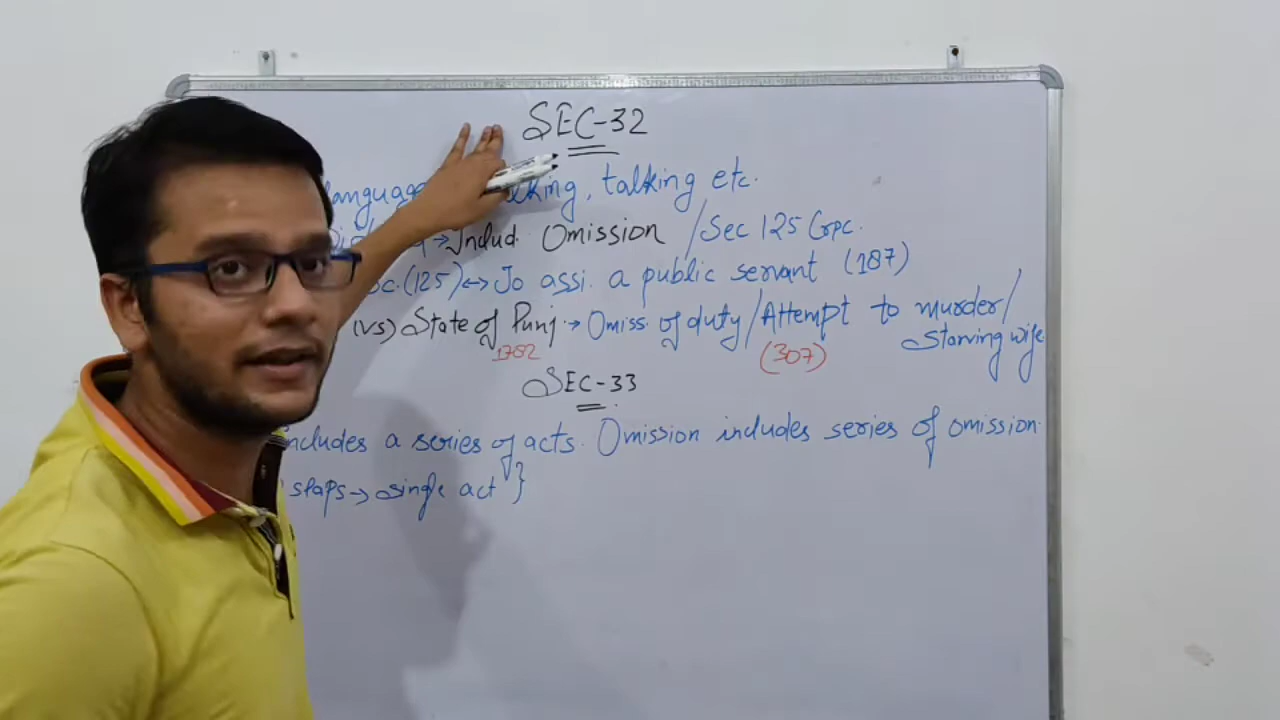 SEC-32
language lking, talking etc.
→ Includ. Omission / Sec 125 Crpc.
c. (125) ↔ Jo assi. a public servant (187)
(vs) State of Punj. → Omiss. of duty / Attempt to murder / Starving wife
1782 (307)
SEC-33
includes a series of acts. Omission includes series of omission.
slaps → single act }